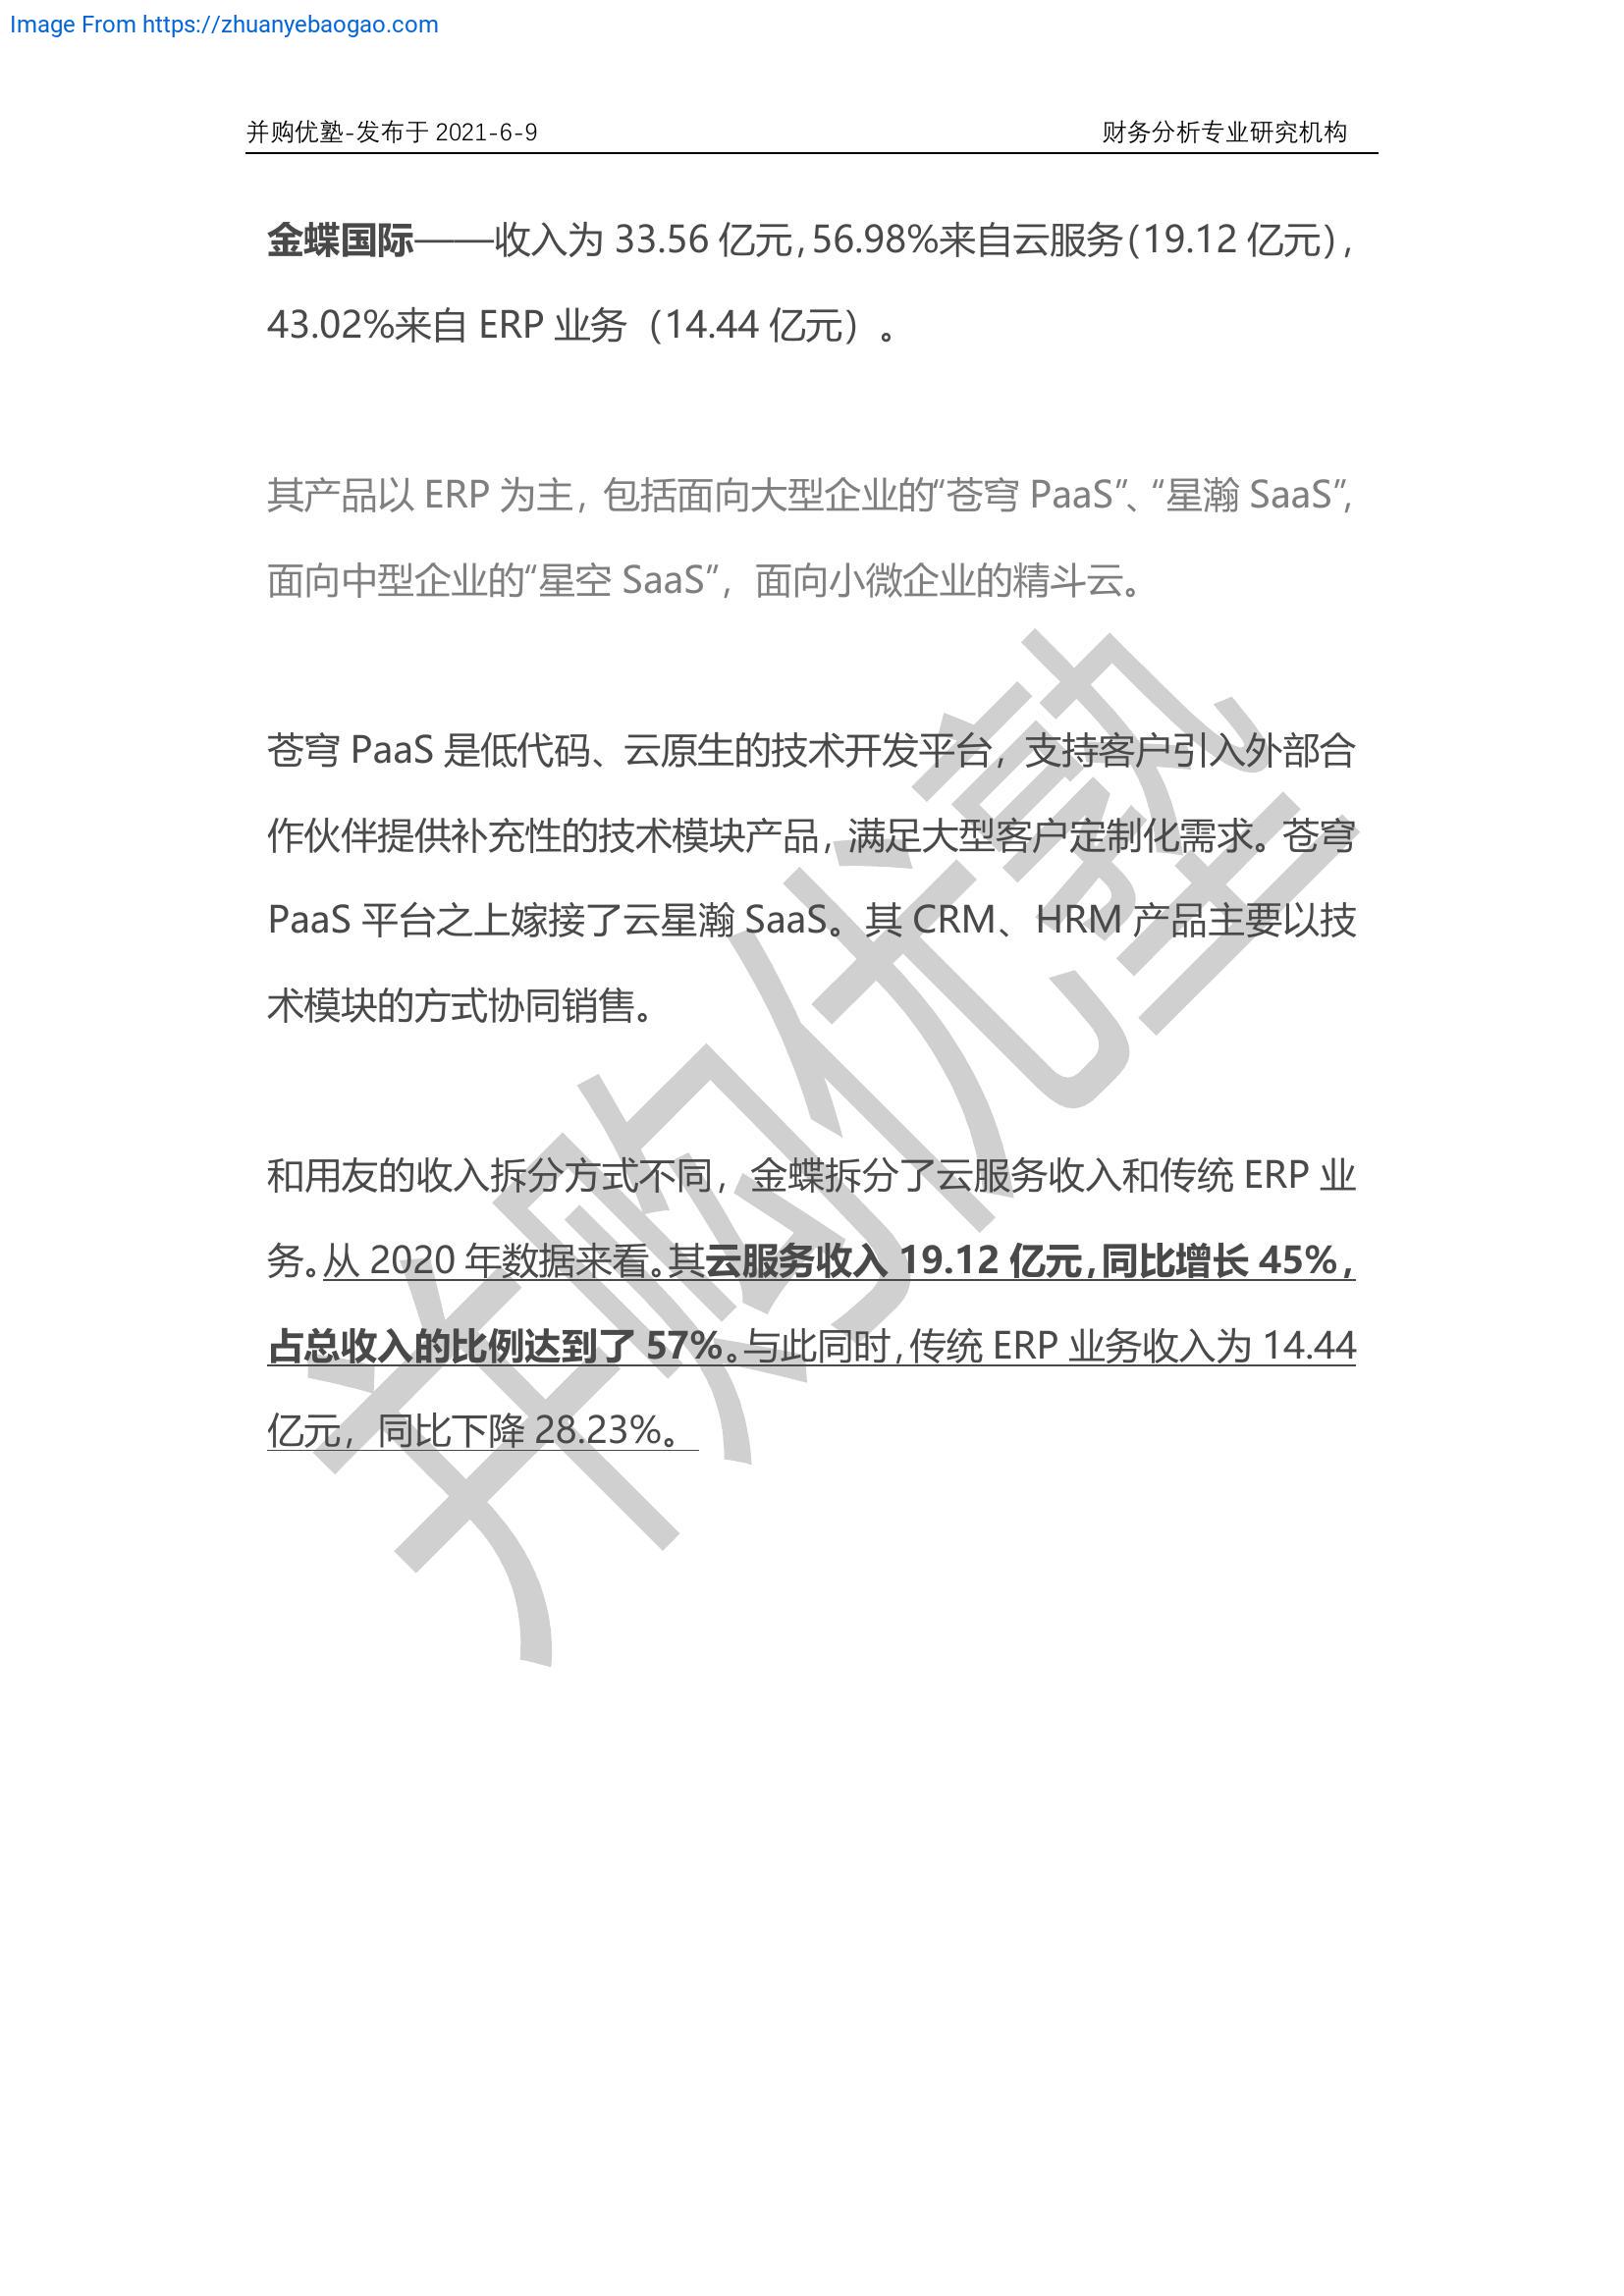 Image From https://zhuanyebaogao.com
并购优塾-发布于 2021-6-9 财务分析专业研究机构
金蝶国际——收入为 33.56 亿元，56.98%来自云服务（19.12 亿元），
43.02%来自 ERP 业务（14.44 亿元）。
其产品以 ERP 为主，包括面向大型企业的“苍穹 PaaS”、“星瀚 SaaS”，
面向中型企业的“星空 SaaS”，面向小微企业的精斗云。
苍穹 PaaS 是低代码、云原生的技术开发平台，支持客户引入外部合
作伙伴提供补充性的技术模块产品，满足大型客户定制化需求。苍穹
PaaS 平台之上嫁接了云星瀚 SaaS。其 CRM、HRM 产品主要以技
术模块的方式协同销售。
和用友的收入拆分方式不同，金蝶拆分了云服务收入和传统 ERP 业
务。从 2020 年数据来看。其云服务收入 19.12 亿元，同比增长 45%，
占总收入的比例达到了 57%。与此同时，传统 ERP 业务收入为 14.44
亿元，同比下降 28.23%。
并购优塾